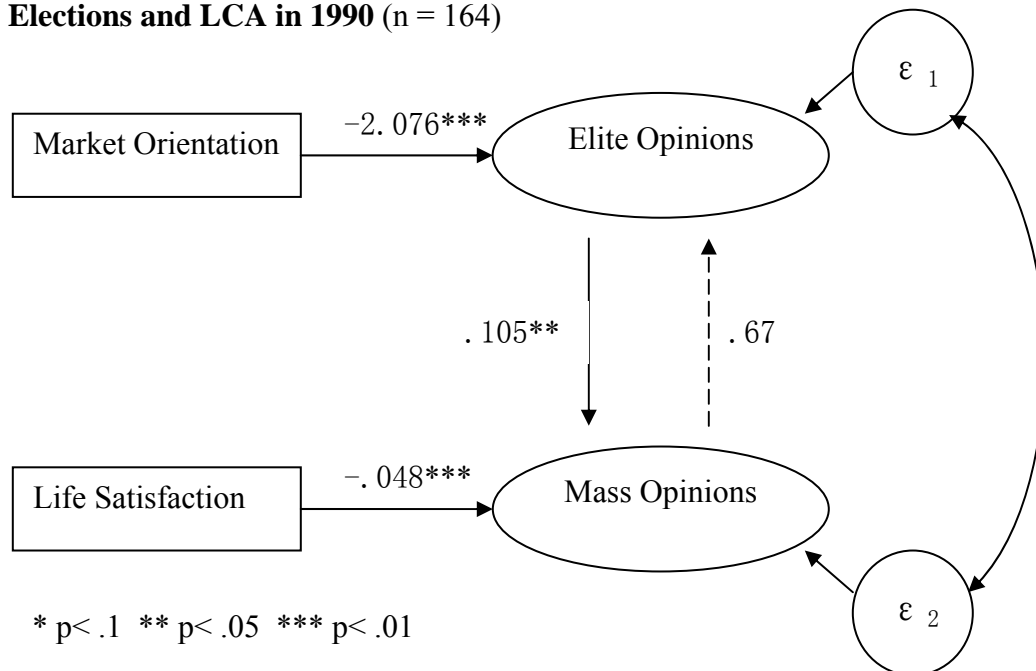 Elections and LCA in 1990 (n = 164)
ε 1
Market Orientation
-2.076***
Elite Opinions
.105**
.67
Life Satisfaction
-.048***
Mass Opinions
ε 2
* p< .1 ** p< .05 *** p< .01